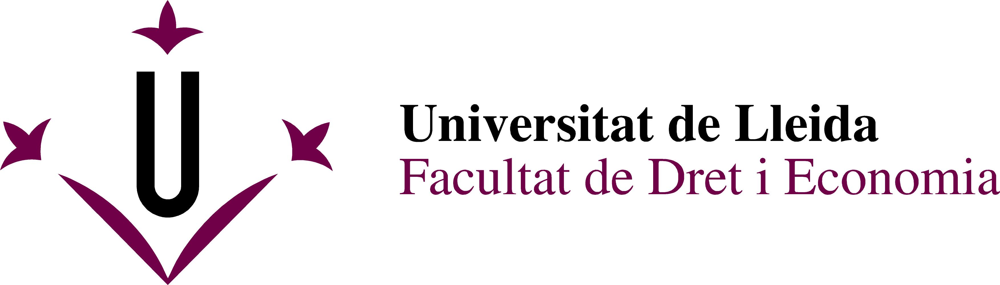 U
Universitat de Lleida
Facultat de Dret i Economia